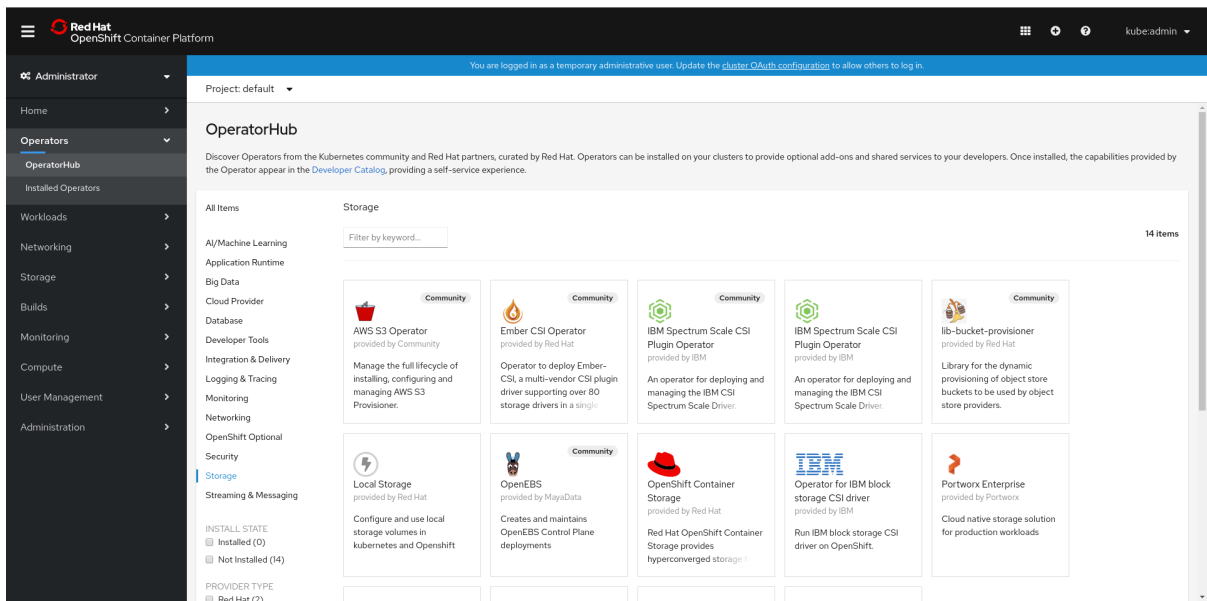 Red Hat
OpenShift Container Platform
kube:admin
Administrator
You are logged in as a temporary administrative user. Update the cluster OAuth configuration to allow others to log in.
Project: default
Home
Operators
OperatorHub
Installed Operators
Workloads
Networking
Storage
Builds
Monitoring
Compute
User Management
Administration
OperatorHub
Discover Operators from the Kubernetes community and Red Hat partners, curated by Red Hat. Operators can be installed on your clusters to provide optional add-ons and shared services to your developers. Once installed, the capabilities provided by
the Operator appear in the Developer Catalog, providing a self-service experience.
All Items
AI/Machine Learning
Application Runtime
Big Data
Cloud Provider
Database
Developer Tools
Integration & Delivery
Logging & Tracing
Monitoring
Networking
OpenShift Optional
Security
Storage
Streaming & Messaging
INSTALL STATE
Installed (0)
Not Installed (14)
PROVIDER TYPE
Red Hat (2)
Storage
Filter by keyword...
14 items
Community
AWS S3 Operator
provided by Community
Manage the full lifecycle of
installing, configuring and
managing AWS S3
Provisioner.
Community
Ember CSI Operator
provided by Red Hat
Operator to deploy Ember-
CSI, a multi-vendor CSI plugin
driver supporting over 80
storage drivers in a single
Community
IBM Spectrum Scale CSI
Plugin Operator
provided by IBM
An operator for deploying and
managing the IBM CSI
Spectrum Scale Driver.
IBM Spectrum Scale CSI
Plugin Operator
provided by IBM
An operator for deploying and
managing the IBM CSI
Spectrum Scale Driver.
Community
lib-bucket-provisioner
provided by Red Hat
Library for the dynamic
provisioning of object store
buckets to be used by object
store providers.
Local Storage
provided by Red Hat
Configure and use local
storage volumes in
kubernetes and Openshift
Community
OpenEBS
provided by MayaData
Creates and maintains
OpenEBS Control Plane
deployments
OpenShift Container
Storage
provided by Red Hat
Red Hat OpenShift Container
Storage provides
hyperconverged storage
IBM
Operator for IBM block
storage CSI driver
provided by IBM
Run IBM block storage CSI
driver on OpenShift.
Portworx Enterprise
provided by Portworx
Cloud native storage solution
for production workloads